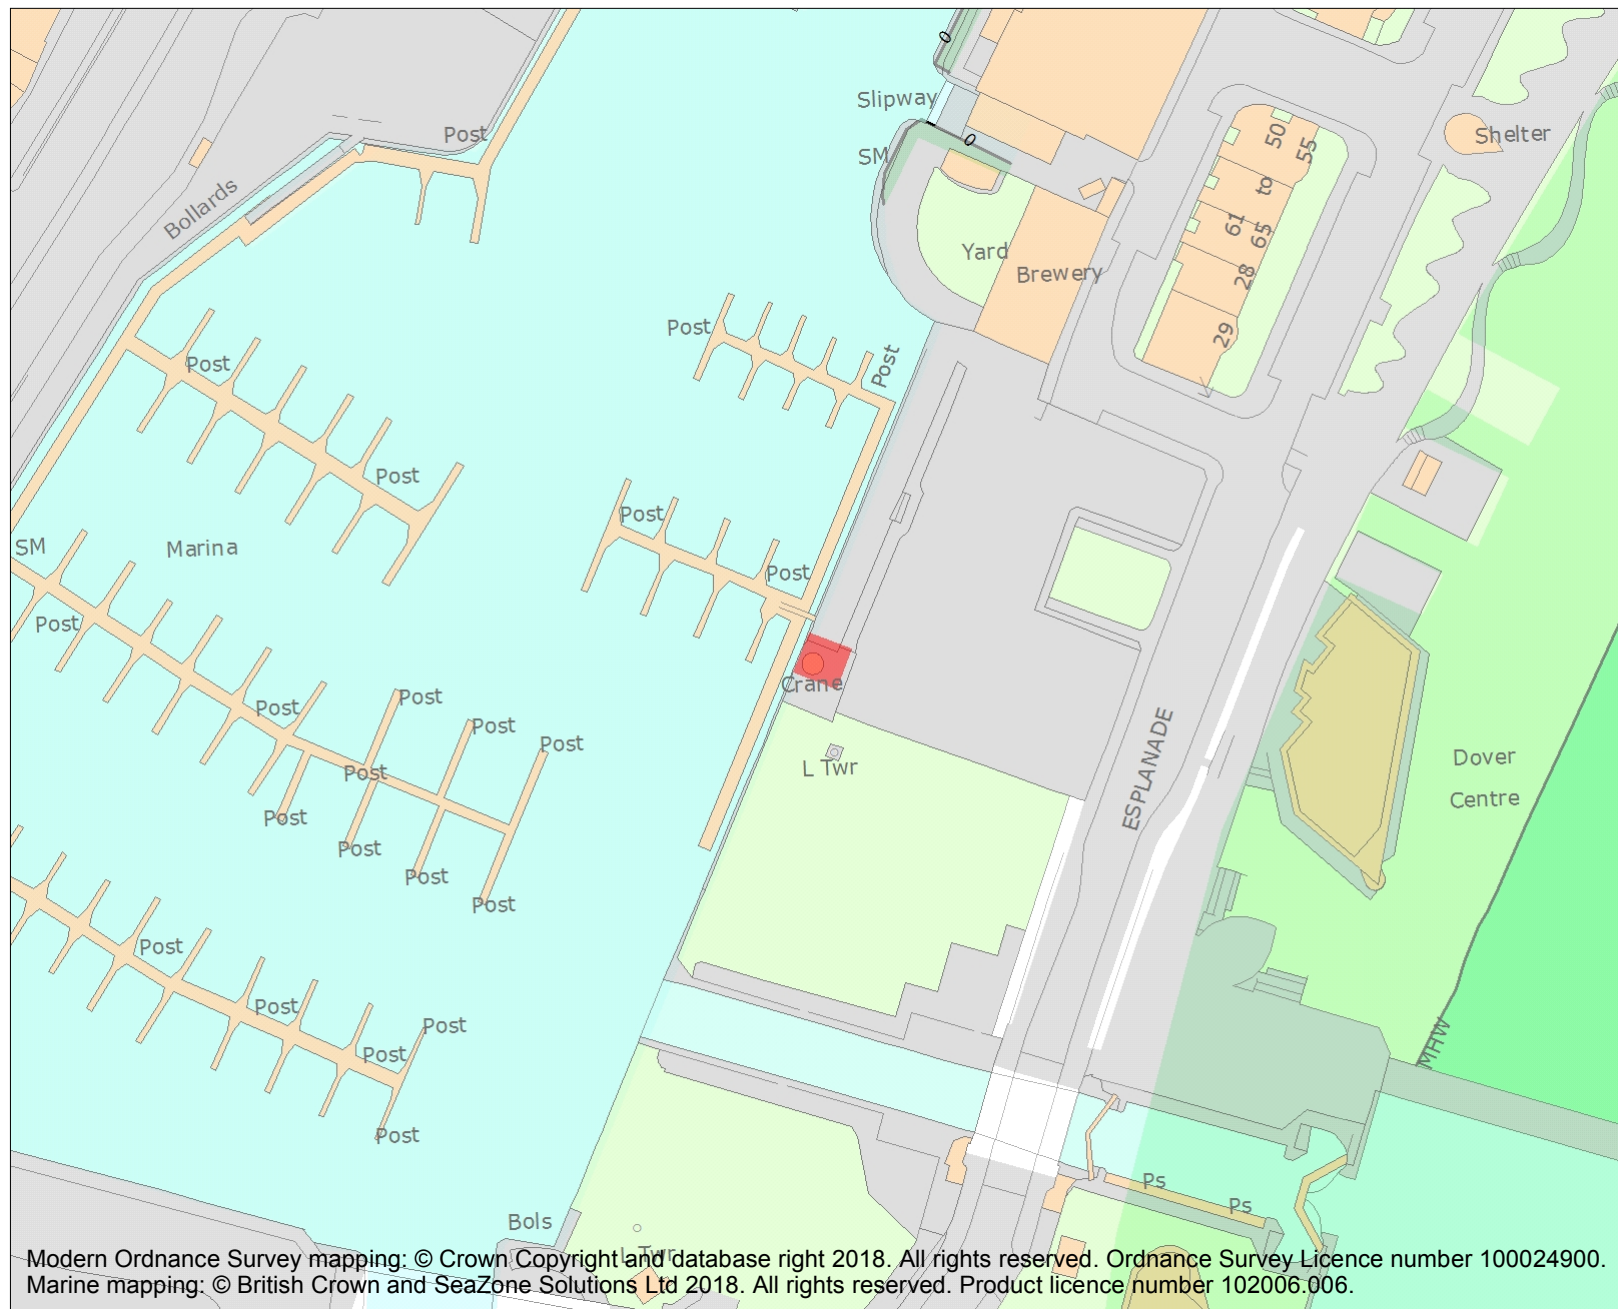 0
Slipway
Post
Shelter
50
55
0
SM
to
Bollards
61
65
Yard
Brewery
28
Post
29
Post
Post
Post
Post
SM
Marina
Post
Post
Crane
Post
Post
Post
Post
ESPLANADE
Dover
Centre
L Twr
Post
Post
Post
Post
Post
Post
Post
Post
MHW
Post
Post
Ps
Ps
Bols
L Twr
Modern Ordnance Survey mapping: © Crown Copyright and database right 2018. All rights reserved. Ordnance Survey Licence number 100024900.
Marine mapping: © British Crown and SeaZone Solutions Ltd 2018. All rights reserved. Product licence number 102006.006.